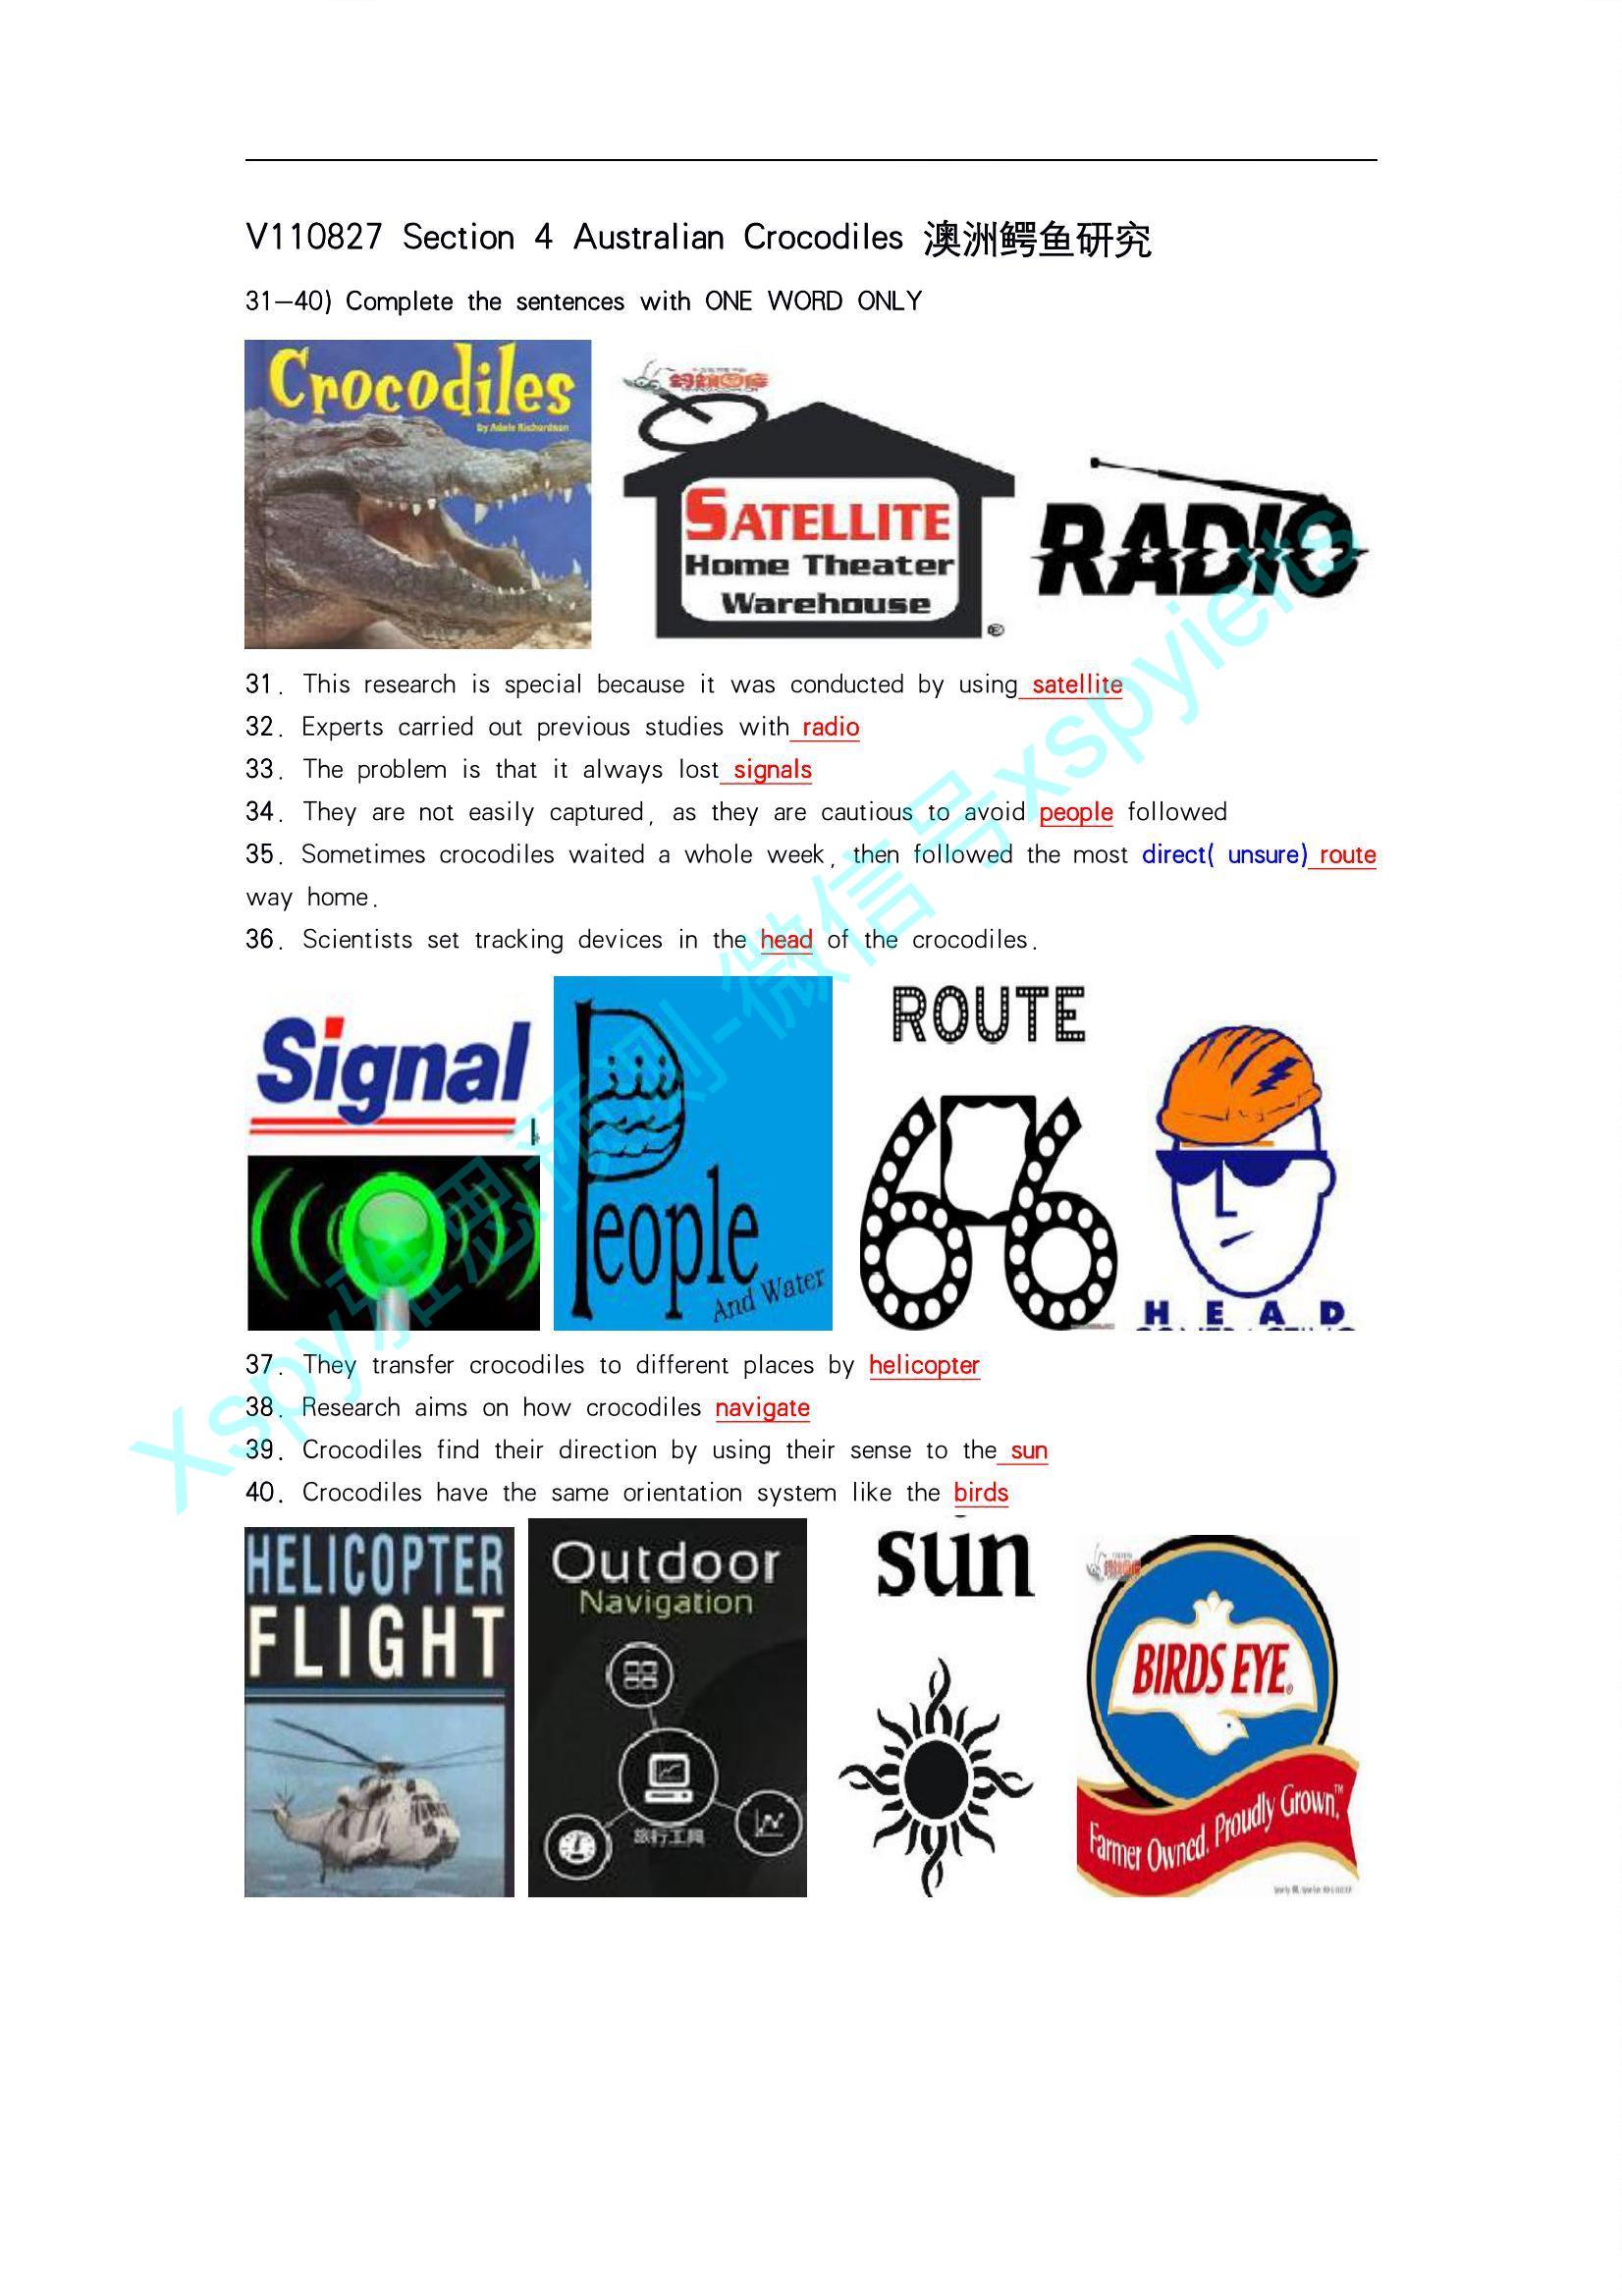 V110827 Section 4 Australian Crocodiles 澳洲鳄鱼研究
31—40) Complete the sentences with ONE WORD ONLY
Crocodiles
by Adele Richardson
SATELLITE
Home Theater
Warehouse
®
RADIO
31. This research is special because it was conducted by using satellite
32. Experts carried out previous studies with radio
33. The problem is that it always lost signals
34. They are not easily captured, as they are cautious to avoid people followed
35. Sometimes crocodiles waited a whole week, then followed the most direct( unsure) route
way home.
36. Scientists set tracking devices in the head of the crocodiles.
Signal
People
And Water
ROUTE
66
HEAD
37. They transfer crocodiles to different places by helicopter
38. Research aims on how crocodiles navigate
39. Crocodiles find their direction by using their sense to the sun
40. Crocodiles have the same orientation system like the birds
HELICOPTER
FLIGHT
Outdoor
Navigation
旅行工具
sun
BIRDS EYE®
Farmer Owned. Proudly Grown.™
xspy雅思预测-微信号xspyielts